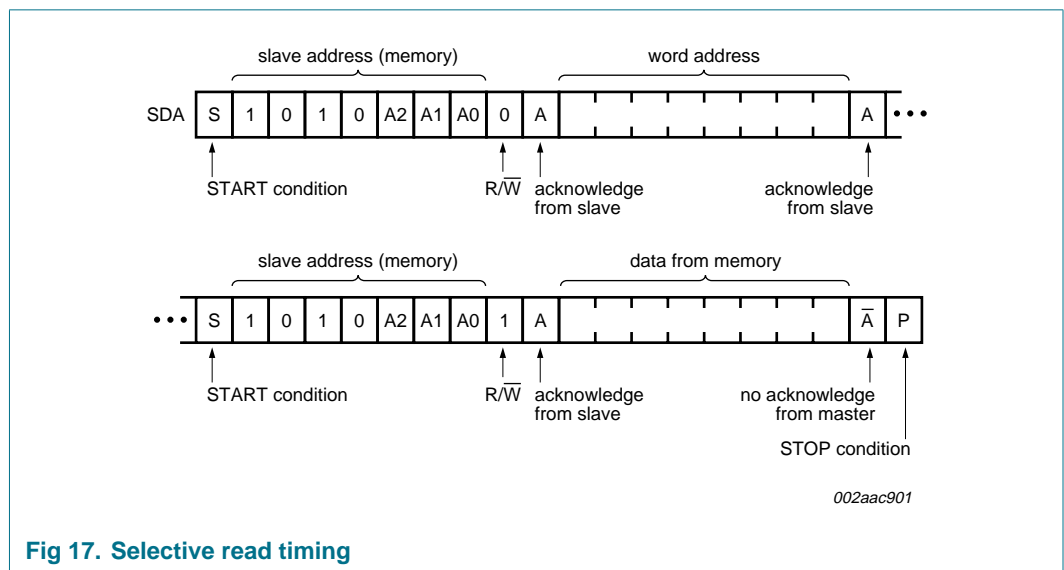 slave address (memory) word address
SDA S 1 0 1 0 A2 A1 A0 0 A A •••
START condition R/W̅ acknowledge from slave acknowledge from slave
slave address (memory) data from memory
••• S 1 0 1 0 A2 A1 A0 1 A A̅ P
START condition R/W̅ acknowledge from slave no acknowledge from master
STOP condition
002aac901
Fig 17. Selective read timing